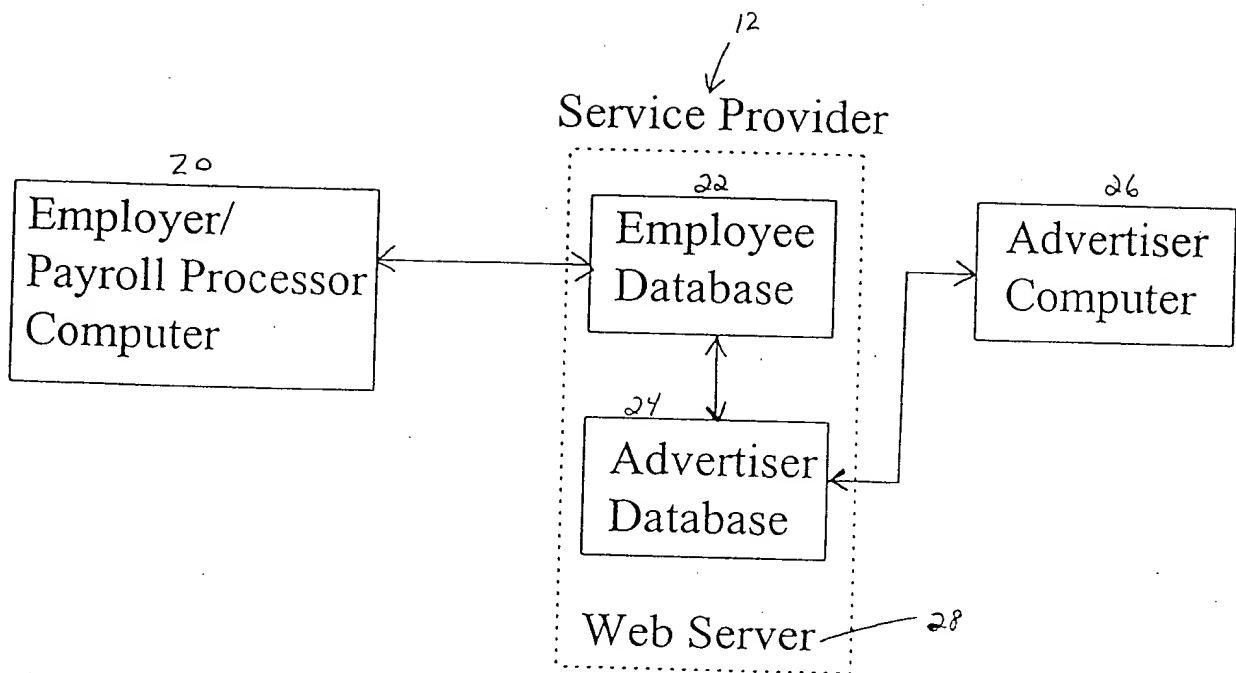 12
Service Provider
20
Employer/
Payroll Processor
Computer
22
Employee
Database
26
Advertiser
Computer
24
Advertiser
Database
Web Server
28